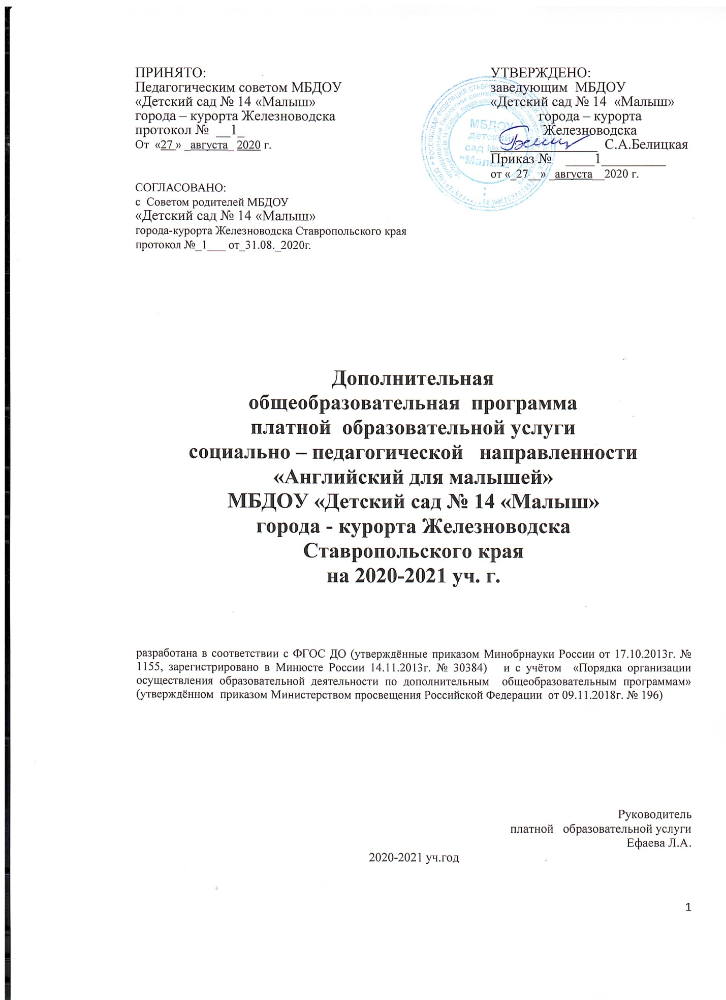 ПРИНЯТО:
Педагогическим советом МБДОУ
«Детский сад № 14 «Малыш»
города – курорта Железноводска
протокол № __1_
От «27 » _августа_ 2020 г.
СОГЛАСОВАНО:
с Советом родителей МБДОУ
«Детский сад № 14 «Малыш»
города-курорта Железноводска Ставропольского края
протокол №_1___ от_31.08._2020г.
УТВЕРЖДЕНО:
заведующим МБДОУ
«Детский сад № 14 «Малыш»
города – курорта
Железноводска
_______________ С.А.Белицкая
Приказ № ____1_________
от «_27__» _августа__2020 г.
МБДОУ
детский
сад №
"Малыш
Дополнительная
общеобразовательная программа
платной образовательной услуги
социально – педагогической направленности
«Английский для малышей»
МБДОУ «Детский сад № 14 «Малыш»
города - курорта Железноводска
Ставропольского края
на 2020-2021 уч. г.
разработана в соответствии с ФГОС ДО (утверждённые приказом Минобрнауки России от 17.10.2013г. №
1155, зарегистрировано в Минюсте России 14.11.2013г. № 30384) и с учётом «Порядка организации
осуществления образовательной деятельности по дополнительным общеобразовательным программам»
(утверждённом приказом Министерством просвещения Российской Федерации от 09.11.2018г. № 196)
Руководитель
платной образовательной услуги
Ефаева Л.А.
2020-2021 уч.год
1